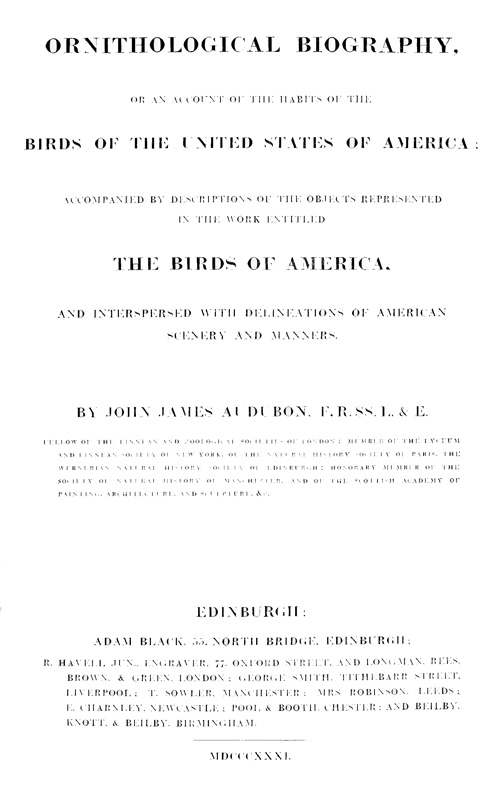 ORNITHOLOGICAL BIOGRAPHY,
OR AN ACCOUNT OF THE HABITS OF THE
BIRDS OF THE UNITED STATES OF AMERICA;
ACCOMPANIED BY DESCRIPTIONS OF THE OBJECTS REPRESENTED
IN THE WORK ENTITLED
THE BIRDS OF AMERICA,
AND INTERSPERSED WITH DELINEATIONS OF AMERICAN
SCENERY AND MANNERS.
BY JOHN JAMES AUDUBON, F.R.SS.L. & E.
FELLOW OF THE LINNEAN AND ZOOLOGICAL SOCIETIES OF LONDON; MEMBER OF THE LYCEUM
AND LINNEAN SOCIETY OF NEW YORK, OF THE NATURAL HISTORY SOCIETY OF PARIS, THE
WERNERIAN NATURAL HISTORY SOCIETY OF EDINBURGH; HONORARY MEMBER OF THE
SOCIETY OF NATURAL HISTORY OF MANCHESTER, AND OF THE SCOTTISH ACADEMY OF
PAINTING, ARCHITECTURE, AND SCULPTURE, &c.
EDINBURGH:
ADAM BLACK, 55, NORTH BRIDGE, EDINBURGH;
R. HAVELL JUN., ENGRAVER, 77, OXFORD STREET, AND LONGMAN, REES,
BROWN, & GREEN, LONDON; GEORGE SMITH, TITHEBARR STREET,
LIVERPOOL; T. SOWLER, MANCHESTER; MRS ROBINSON, LEEDS;
E. CHARNLEY, NEWCASTLE; POOL & BOOTH, CHESTER; AND BEILBY,
KNOTT, & BEILBY, BIRMINGHAM.
MDCCCXXXI.